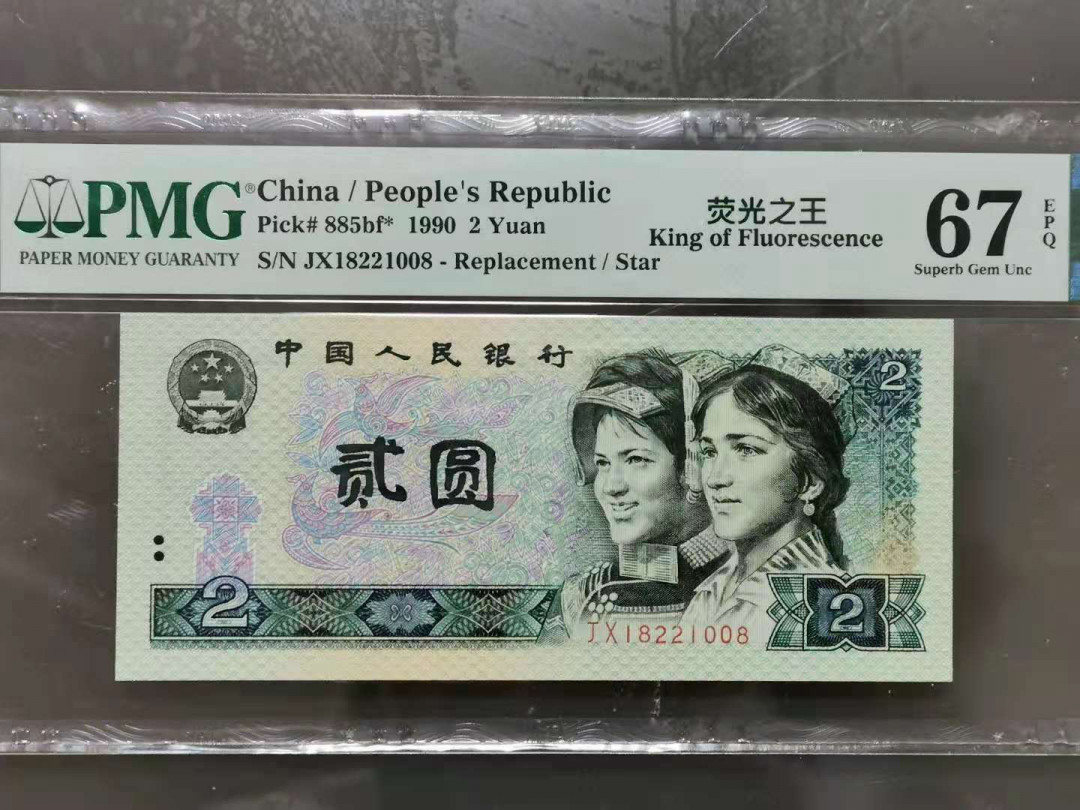 PMG®
PAPER MONEY GUARANTY
China / People's Republic
Pick# 885bf* 1990 2 Yuan
S/N JX18221008 - Replacement / Star
荧光之王
King of Fluorescence
67
EPQ
Superb Gem Unc
中国人民银行
2
贰圆
2
JX18221008
2